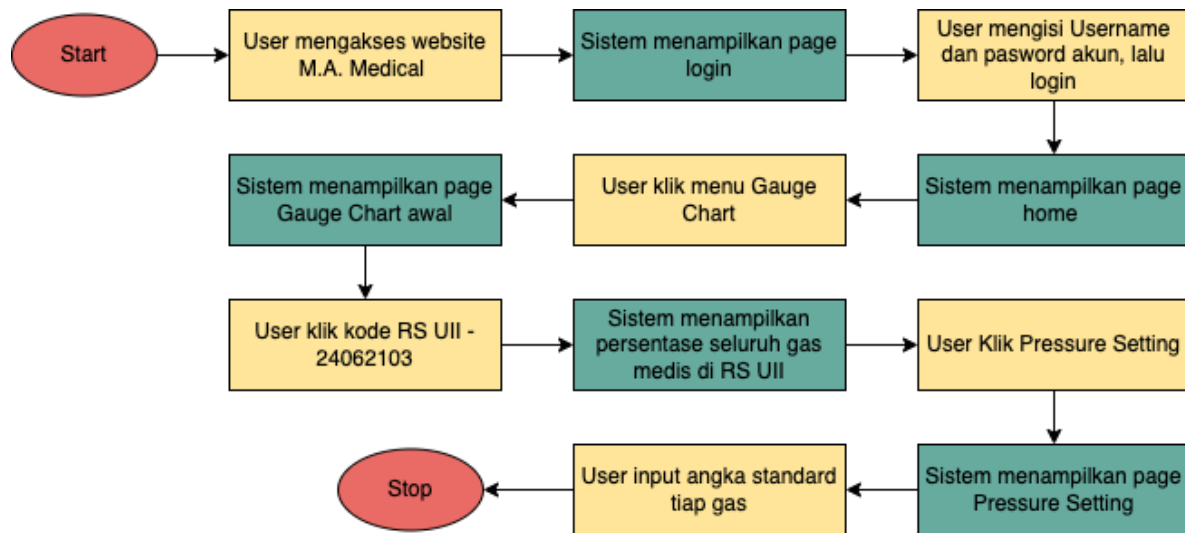 Start
User mengakses website
M.A. Medical
Sistem menampilkan page
login
User mengisi Username
dan pasword akun, lalu
login
Sistem menampilkan page
home
User klik menu Gauge
Chart
Sistem menampilkan page
Gauge Chart awal
User klik kode RS UII -
24062103
Sistem menampilkan
persentase seluruh gas
medis di RS UII
User Klik Pressure Setting
Sistem menampilkan page
Pressure Setting
User input angka standard
tiap gas
Stop